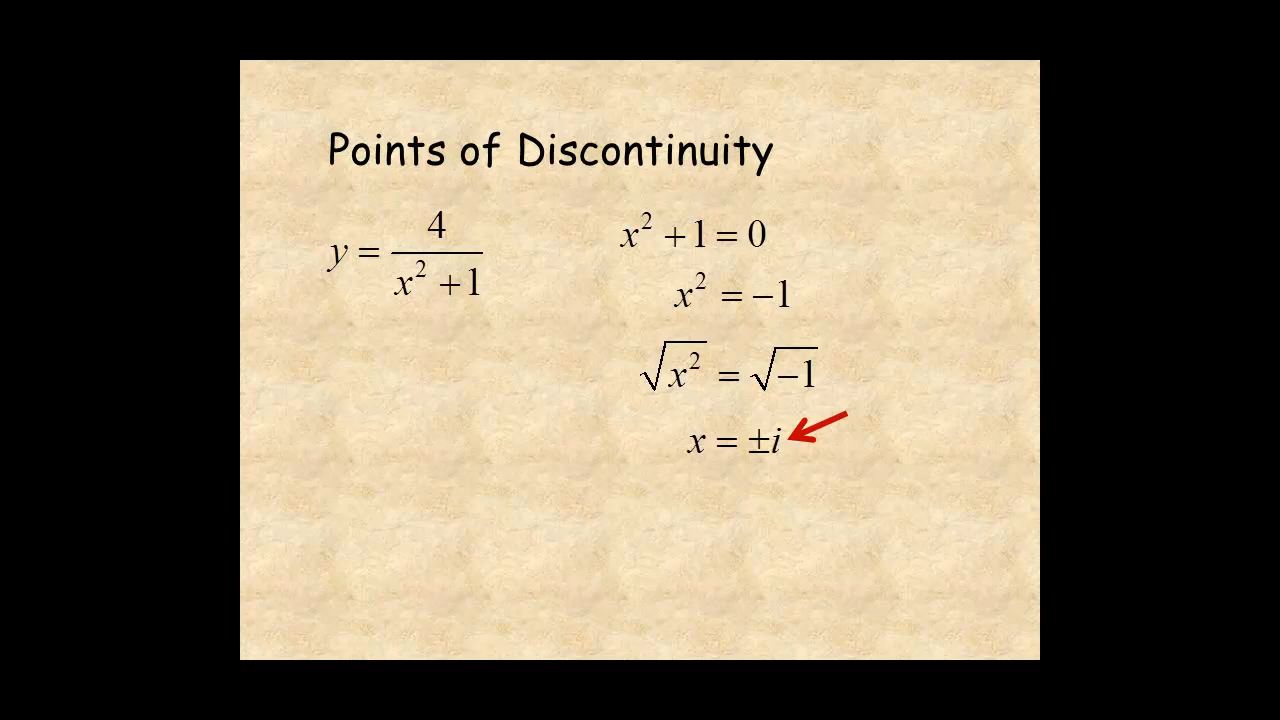 Points of Discontinuity
y = 4 / (x² + 1)
x² + 1 = 0
x² = −1
√x² = √−1
x = ±i